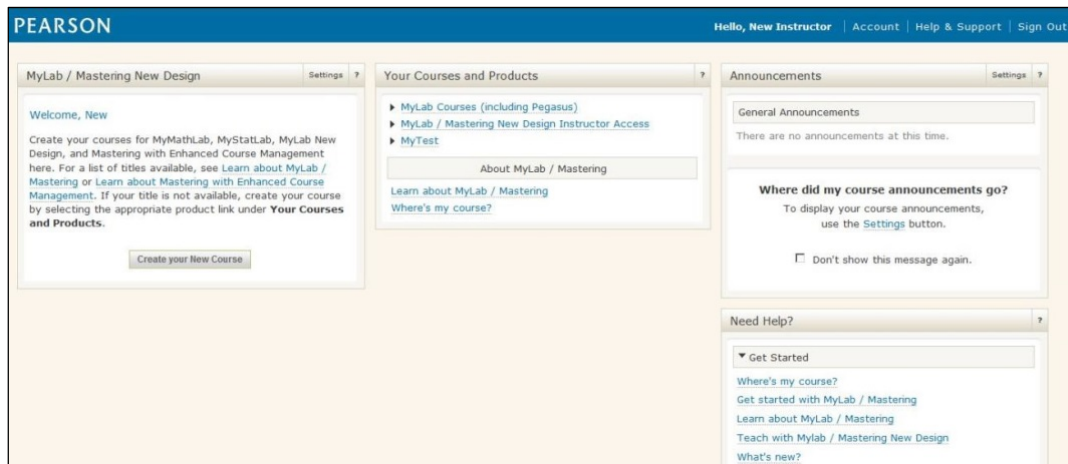 PEARSON
Hello, New Instructor | Account | Help & Support | Sign Out
MyLab / Mastering New Design
Settings ?
Welcome, New
Create your courses for MyMathLab, MyStatLab, MyLab New
Design, and Mastering with Enhanced Course Management
here. For a list of titles available, see Learn about MyLab /
Mastering or Learn about Mastering with Enhanced Course
Management. If your title is not available, create your course
by selecting the appropriate product link under Your Courses
and Products.
Create your New Course
Your Courses and Products
?
MyLab Courses (including Pegasus)
MyLab / Mastering New Design Instructor Access
MyTest
About MyLab / Mastering
Learn about MyLab / Mastering
Where's my course?
Announcements
Settings ?
General Announcements
There are no announcements at this time.
Where did my course announcements go?
To display your course announcements,
use the Settings button.
Don't show this message again.
Need Help?
?
Get Started
Where's my course?
Get started with MyLab / Mastering
Learn about MyLab / Mastering
Teach with Mylab / Mastering New Design
What's new?